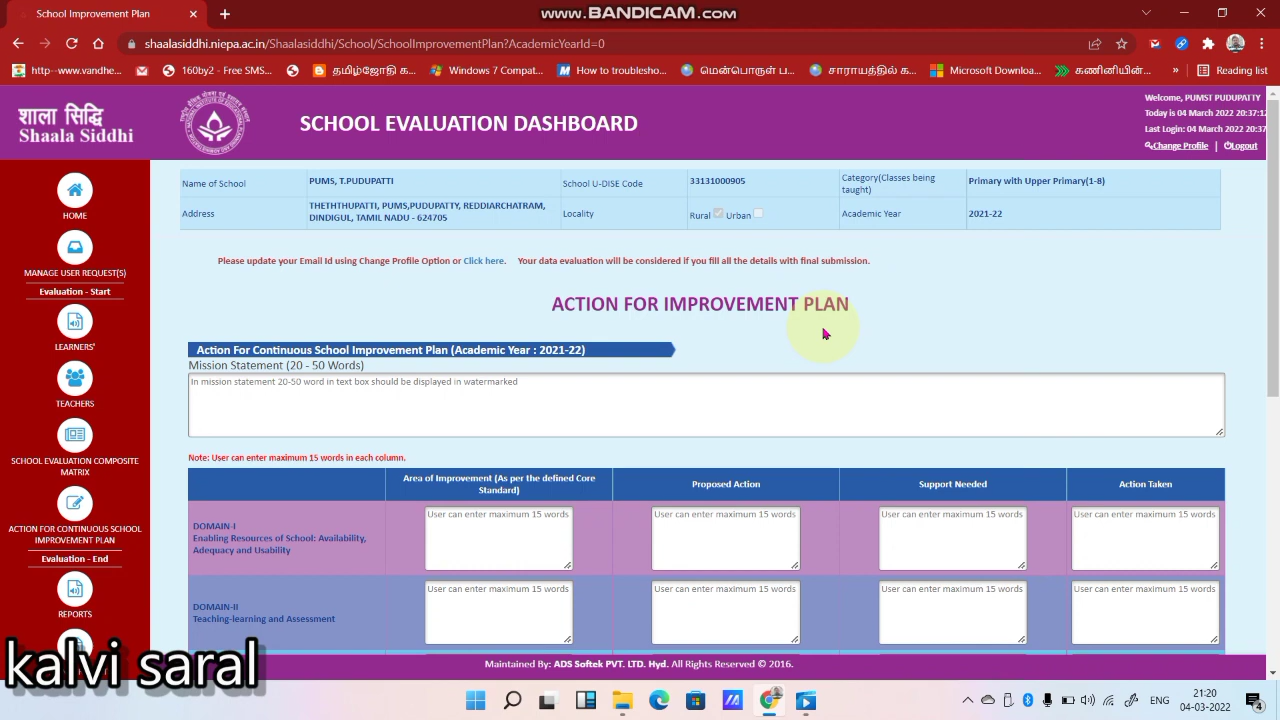 School Improvement Plan
www.BANDICAM.com
shaalasiddhi.niepa.ac.in/Shaalasiddhi/School/SchoolImprovementPlan?AcademicYearId=0
http--www.vandhe...
160by2 - Free SMS...
தமிழ்ஜோதி க...
Windows 7 Compat...
How to troublesho...
மென்பொருள் ப...
சாராயத்தில் க...
Microsoft Downloa...
கணினியின்...
»
Reading list
शाला सिद्धि
Shaala Siddhi
SCHOOL EVALUATION DASHBOARD
Welcome, PUMST PUDUPATTY
Today is 04 March 2022 20:37:12
Last Login: 04 March 2022 20:37
Change Profile | Logout
Name of School
PUMS, T.PUDUPATTI
School U-DISE Code
33131000905
Category(Classes being taught)
Primary with Upper Primary(1-8)
Address
THETHTHUPATTI, PUMS,PUDUPATTY, REDDIARCHATRAM,
DINDIGUL, TAMIL NADU - 624705
Locality
Rural Urban
Academic Year
2021-22
HOME
MANAGE USER REQUEST(S)
Evaluation - Start
LEARNERS'
TEACHERS
SCHOOL EVALUATION COMPOSITE
MATRIX
ACTION FOR CONTINUOUS SCHOOL
IMPROVEMENT PLAN
Evaluation - End
REPORTS
Please update your Email Id using Change Profile Option or Click here. Your data evaluation will be considered if you fill all the details with final submission.
ACTION FOR IMPROVEMENT PLAN
Action For Continuous School Improvement Plan (Academic Year : 2021-22)
Mission Statement (20 - 50 Words)
In mission statement 20-50 word in text box should be displayed in watermarked
Note: User can enter maximum 15 words in each column.
Area of Improvement (As per the defined Core
Standard)
Proposed Action
Support Needed
Action Taken
DOMAIN-I
Enabling Resources of School: Availability,
Adequacy and Usability
User can enter maximum 15 words
User can enter maximum 15 words
User can enter maximum 15 words
User can enter maximum 15 words
DOMAIN-II
Teaching-learning and Assessment
User can enter maximum 15 words
User can enter maximum 15 words
User can enter maximum 15 words
User can enter maximum 15 words
Maintained By: ADS Softek PVT. LTD. Hyd. All Rights Reserved © 2016.
kalvi saral
ENG
21:20
04-03-2022
4